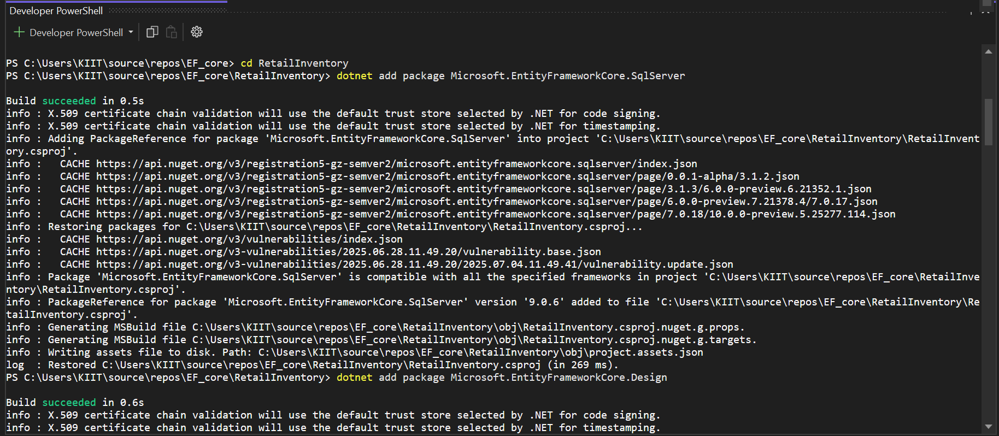 Developer PowerShell
Developer PowerShell
PS C:\Users\KIIT\source\repos\EF_core> cd RetailInventory
PS C:\Users\KIIT\source\repos\EF_core\RetailInventory> dotnet add package Microsoft.EntityFrameworkCore.SqlServer
Build succeeded in 0.5s
info : X.509 certificate chain validation will use the default trust store selected by .NET for code signing.
info : X.509 certificate chain validation will use the default trust store selected by .NET for timestamping.
info : Adding PackageReference for package 'Microsoft.EntityFrameworkCore.SqlServer' into project 'C:\Users\KIIT\source\repos\EF_core\RetailInventory\RetailInvent
ory.csproj'.
info :   CACHE https://api.nuget.org/v3/registration5-gz-semver2/microsoft.entityframeworkcore.sqlserver/index.json
info :   CACHE https://api.nuget.org/v3/registration5-gz-semver2/microsoft.entityframeworkcore.sqlserver/page/0.0.1-alpha/3.1.2.json
info :   CACHE https://api.nuget.org/v3/registration5-gz-semver2/microsoft.entityframeworkcore.sqlserver/page/3.1.3/6.0.0-preview.6.21352.1.json
info :   CACHE https://api.nuget.org/v3/registration5-gz-semver2/microsoft.entityframeworkcore.sqlserver/page/6.0.0-preview.7.21378.4/7.0.17.json
info :   CACHE https://api.nuget.org/v3/registration5-gz-semver2/microsoft.entityframeworkcore.sqlserver/page/7.0.18/10.0.0-preview.5.25277.114.json
info : Restoring packages for C:\Users\KIIT\source\repos\EF_core\RetailInventory\RetailInventory.csproj...
info :   CACHE https://api.nuget.org/v3/vulnerabilities/index.json
info :   CACHE https://api.nuget.org/v3-vulnerabilities/2025.06.28.11.49.20/vulnerability.base.json
info :   CACHE https://api.nuget.org/v3-vulnerabilities/2025.06.28.11.49.20/2025.07.04.11.49.41/vulnerability.update.json
info : Package 'Microsoft.EntityFrameworkCore.SqlServer' is compatible with all the specified frameworks in project 'C:\Users\KIIT\source\repos\EF_core\RetailInve
ntory\RetailInventory.csproj'.
info : PackageReference for package 'Microsoft.EntityFrameworkCore.SqlServer' version '9.0.6' added to file 'C:\Users\KIIT\source\repos\EF_core\RetailInventory\Re
tailInventory.csproj'.
info : Generating MSBuild file C:\Users\KIIT\source\repos\EF_core\RetailInventory\obj\RetailInventory.csproj.nuget.g.props.
info : Generating MSBuild file C:\Users\KIIT\source\repos\EF_core\RetailInventory\obj\RetailInventory.csproj.nuget.g.targets.
info : Writing assets file to disk. Path: C:\Users\KIIT\source\repos\EF_core\RetailInventory\obj\project.assets.json
log  : Restored C:\Users\KIIT\source\repos\EF_core\RetailInventory\RetailInventory.csproj (in 269 ms).
PS C:\Users\KIIT\source\repos\EF_core\RetailInventory> dotnet add package Microsoft.EntityFrameworkCore.Design
Build succeeded in 0.6s
info : X.509 certificate chain validation will use the default trust store selected by .NET for code signing.
info : X.509 certificate chain validation will use the default trust store selected by .NET for timestamping.